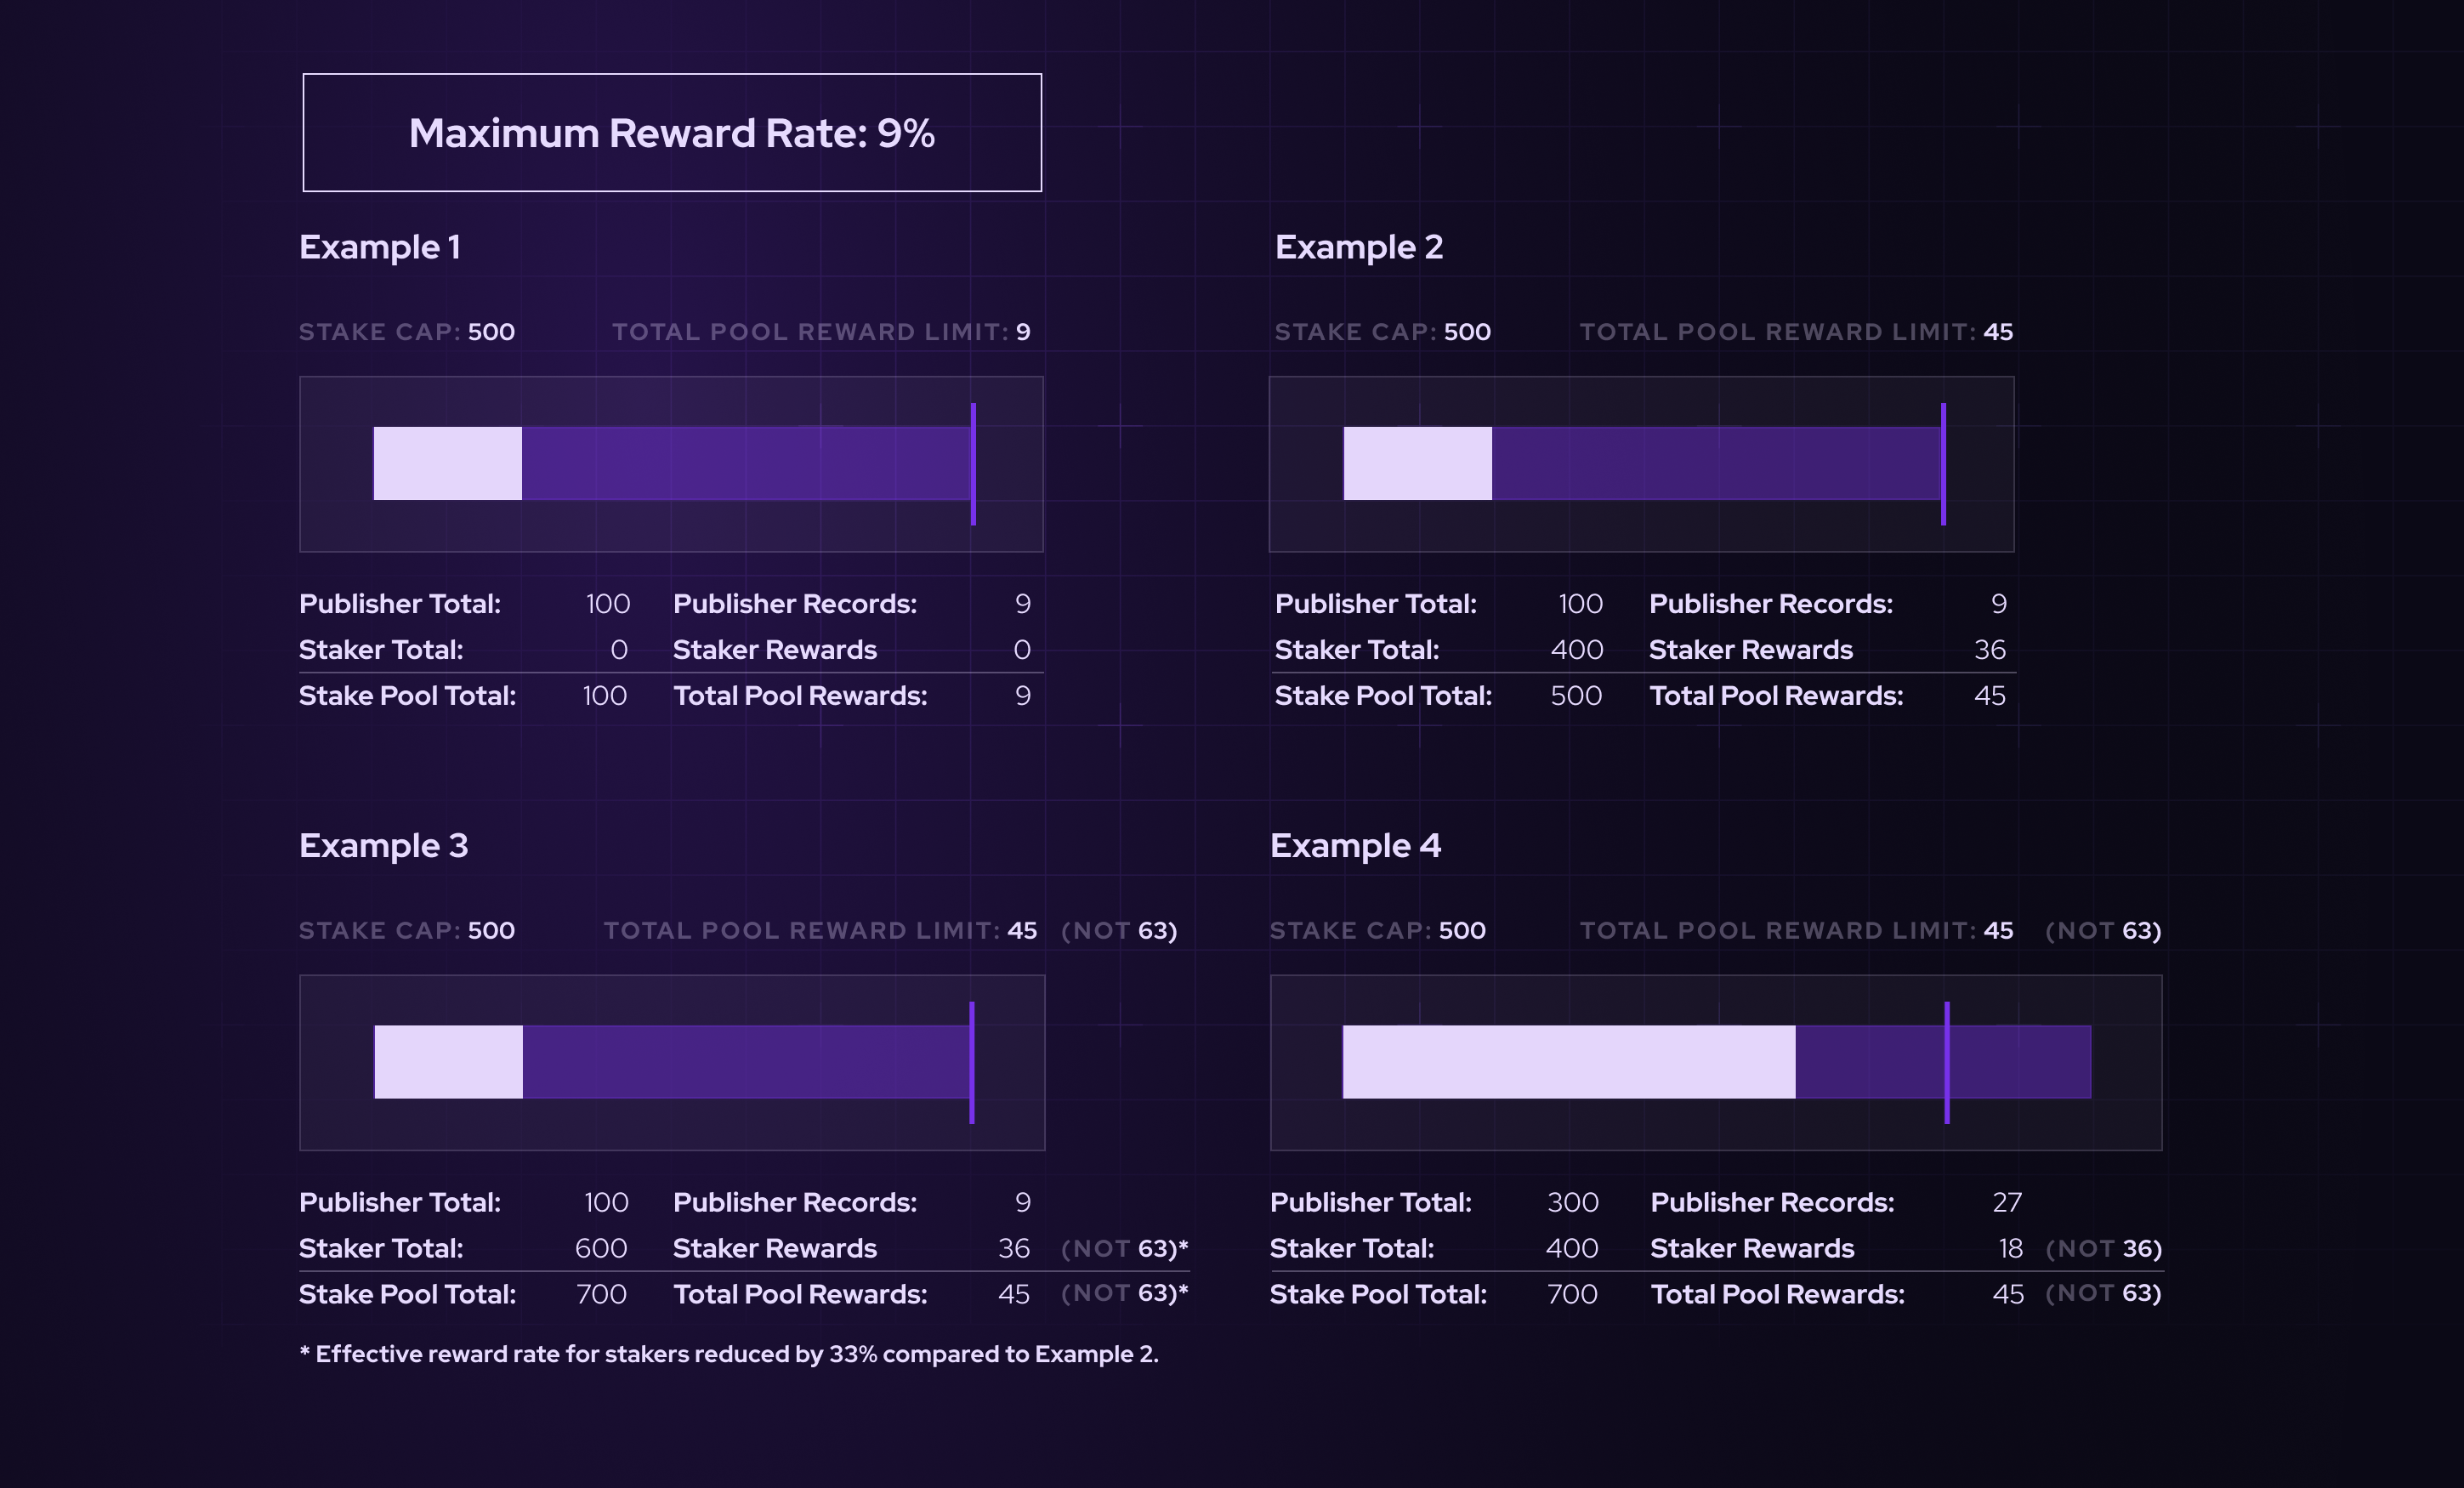 Maximum Reward Rate: 9%
Example 1
STAKE CAP: 500 TOTAL POOL REWARD LIMIT: 9
Publisher Total: 100 Publisher Records: 9
Staker Total: 0 Staker Rewards 0
Stake Pool Total: 100 Total Pool Rewards: 9
Example 2
STAKE CAP: 500 TOTAL POOL REWARD LIMIT: 45
Publisher Total: 100 Publisher Records: 9
Staker Total: 400 Staker Rewards 36
Stake Pool Total: 500 Total Pool Rewards: 45
Example 3
STAKE CAP: 500 TOTAL POOL REWARD LIMIT: 45 (NOT 63)
Publisher Total: 100 Publisher Records: 9
Staker Total: 600 Staker Rewards 36 (NOT 63)*
Stake Pool Total: 700 Total Pool Rewards: 45 (NOT 63)*
* Effective reward rate for stakers reduced by 33% compared to Example 2.
Example 4
STAKE CAP: 500 TOTAL POOL REWARD LIMIT: 45 (NOT 63)
Publisher Total: 300 Publisher Records: 27
Staker Total: 400 Staker Rewards 18 (NOT 36)
Stake Pool Total: 700 Total Pool Rewards: 45 (NOT 63)